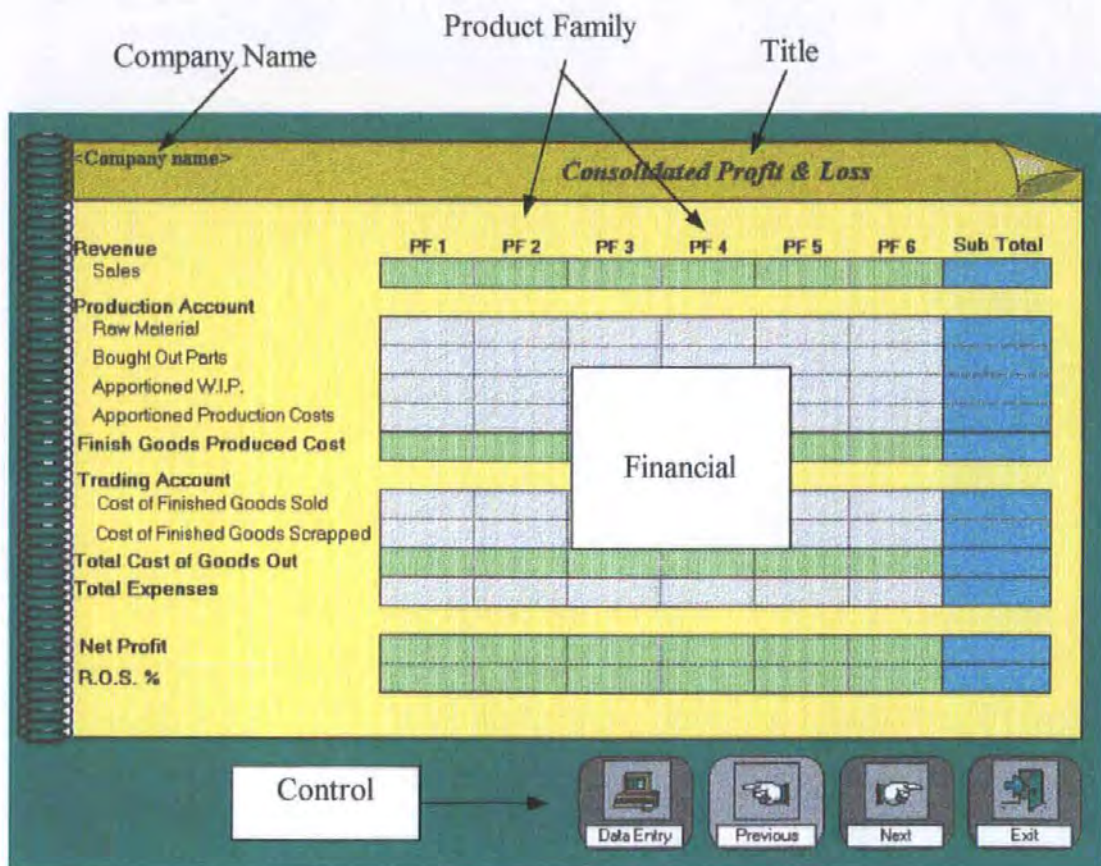 Product Family
Company Name
Title
<Company name>
Consolidated Profit & Loss
Revenue PF 1 PF 2 PF 3 PF 4 PF 5 PF 6 Sub Total
Sales
Production Account
Raw Material
Bought Out Parts
Apportioned W.I.P.
Apportioned Production Costs
Finish Goods Produced Cost
Financial
Trading Account
Cost of Finished Goods Sold
Cost of Finished Goods Scrapped
Total Cost of Goods Out
Total Expenses
Net Profit
R.O.S. %
Control
Data Entry Previous Next Exit